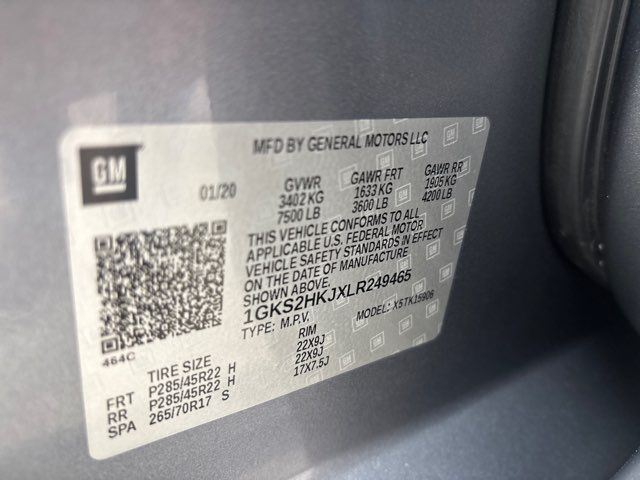 MFD BY GENERAL MOTORS LLC
GM
01/20
GVWR GAWR FRT GAWR RR
3402 KG 1633 KG 1905 KG
7500 LB 3600 LB 4200 LB
THIS VEHICLE CONFORMS TO ALL
APPLICABLE U.S. FEDERAL MOTOR
VEHICLE SAFETY STANDARDS IN EFFECT
ON THE DATE OF MANUFACTURE
SHOWN ABOVE.
1GKS2HKJXLR249465
TYPE: M.P.V. MODEL: X5TK15906
464C
TIRE SIZE RIM
FRT P285/45R22 H 22X9J
RR P285/45R22 H 22X9J
SPA 265/70R17 S 17X7.5J